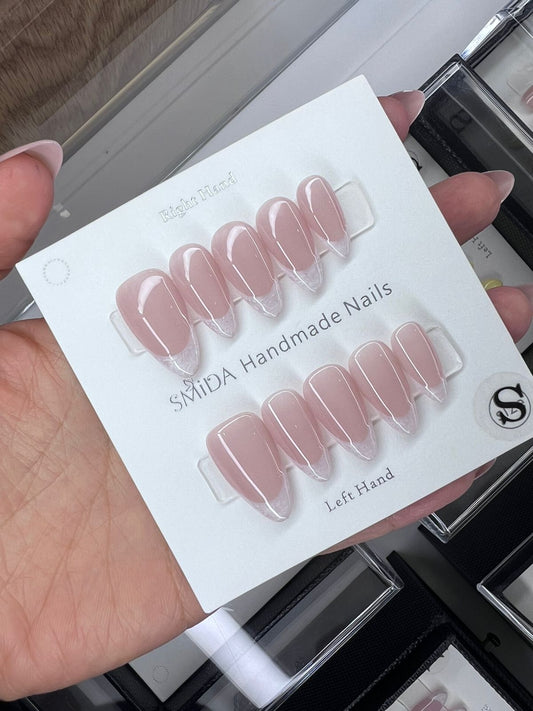 Right Hand
SMiDA Handmade Nails
Left Hand
S